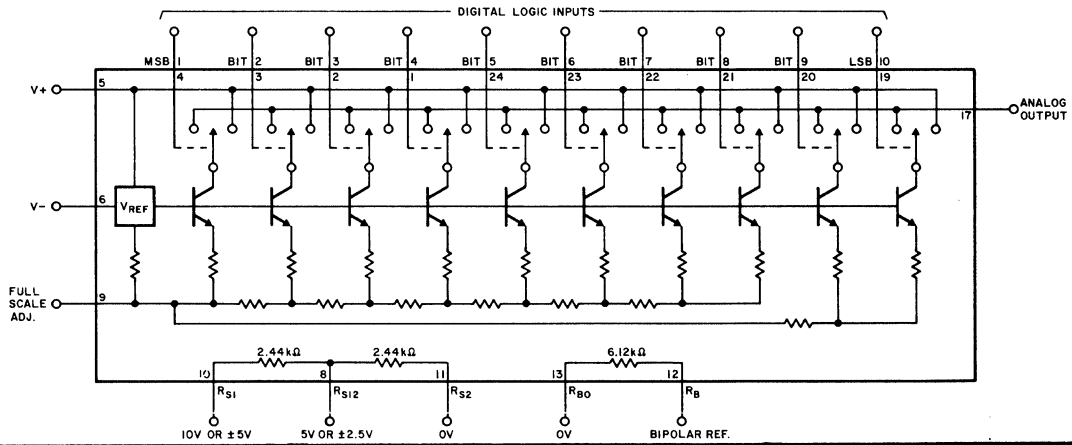 DIGITAL LOGIC INPUTS
MSB 1 BIT 2 BIT 3 BIT 4 BIT 5 BIT 6 BIT 7 BIT 8 BIT 9 LSB 10
4 3 2 1 24 23 22 21 20 19
5
V+
17
ANALOG
OUTPUT
6
V-
VREF
FULL
SCALE
ADJ.
9
2.44kΩ 2.44kΩ 6.12kΩ
10 8 11 13 12
RS1 RS12 RS2 RBO RB
10V OR ±5V 5V OR ±2.5V 0V 0V BIPOLAR REF.